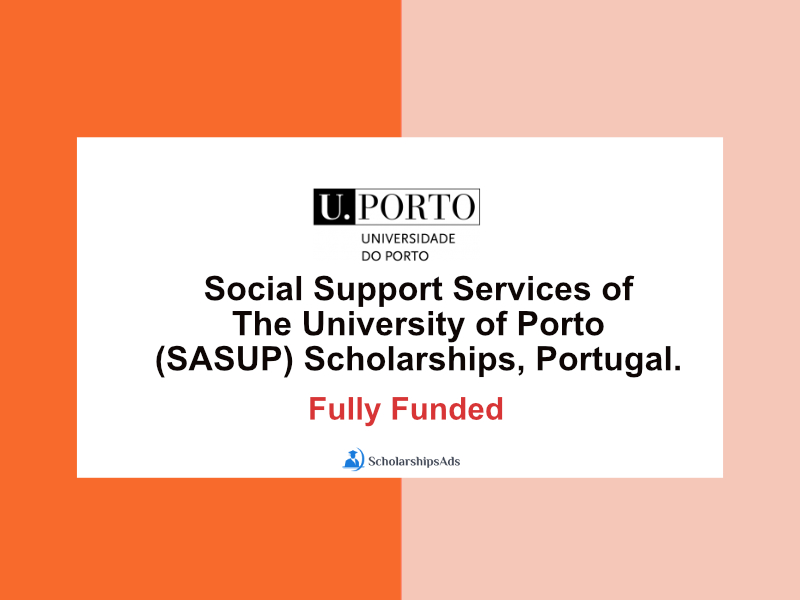 U. PORTO
UNIVERSIDADE
DO PORTO
Social Support Services of
The University of Porto
(SASUP) Scholarships, Portugal.
Fully Funded
ScholarshipsAds